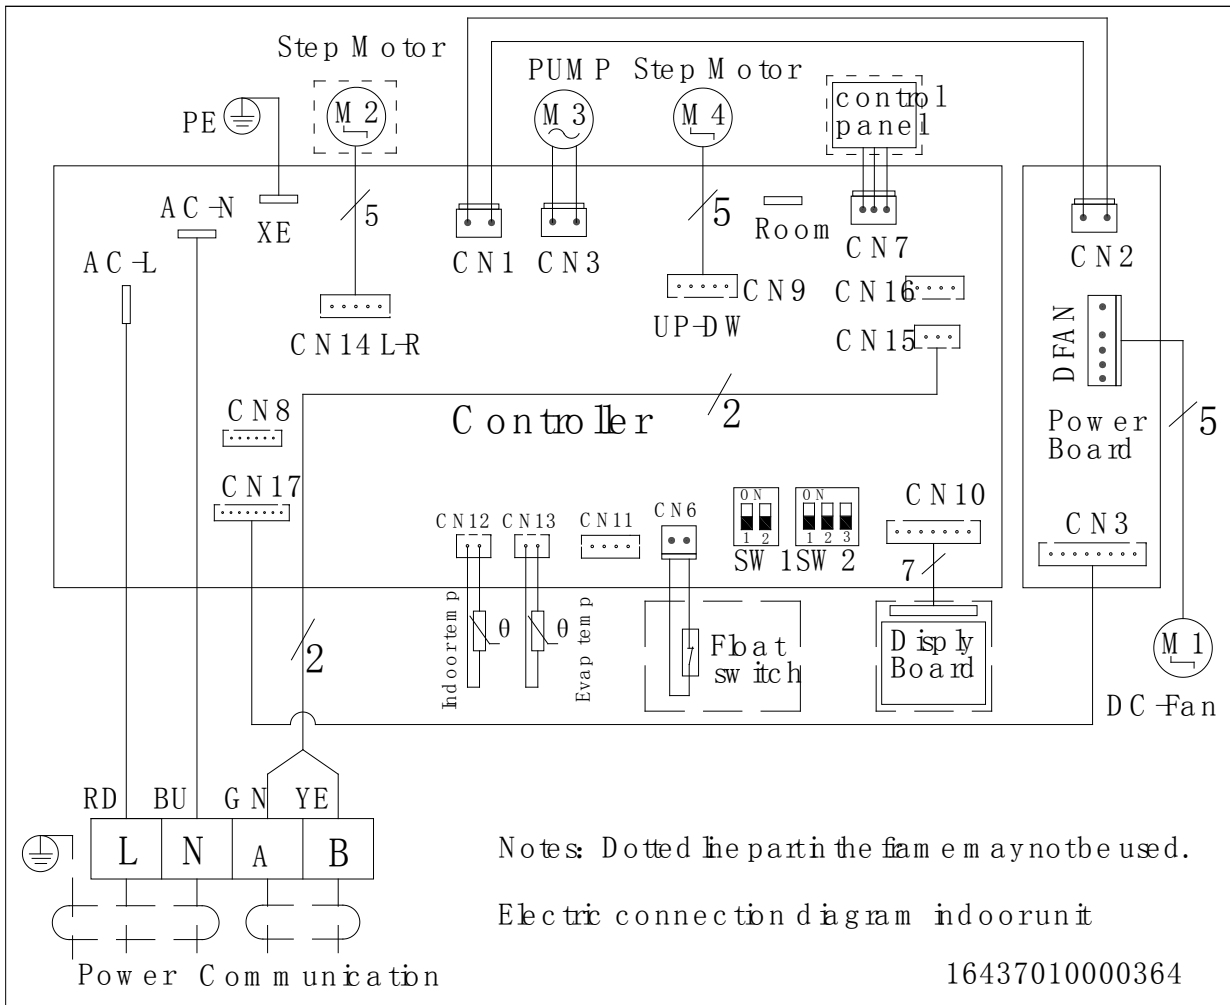 Step Motor
PUMP
Step Motor
PE
M2
M3
M4
control
panel
AC-N
XE
5
5
Room
CN7
CN1
CN3
CN2
AC-L
CN9
CN16
UP-DW
CN14 L-R
CN15
DFAN
2
CN8
Controller
Power
Board
5
CN17
CN12
CN13
CN11
CN6
ON
1 2
SW 1
ON
1 2 3
SW 2
CN10
CN3
7
Indoor temp
θ
θ
Evap temp
Float
switch
Disply
Board
M1
DC-Fan
2
RD
BU
GN
YE
L
N
A
B
Notes: Dotted line part in the frame may not be used.
Electric connection diagram indoor unit
Power
Communication
16437010000364